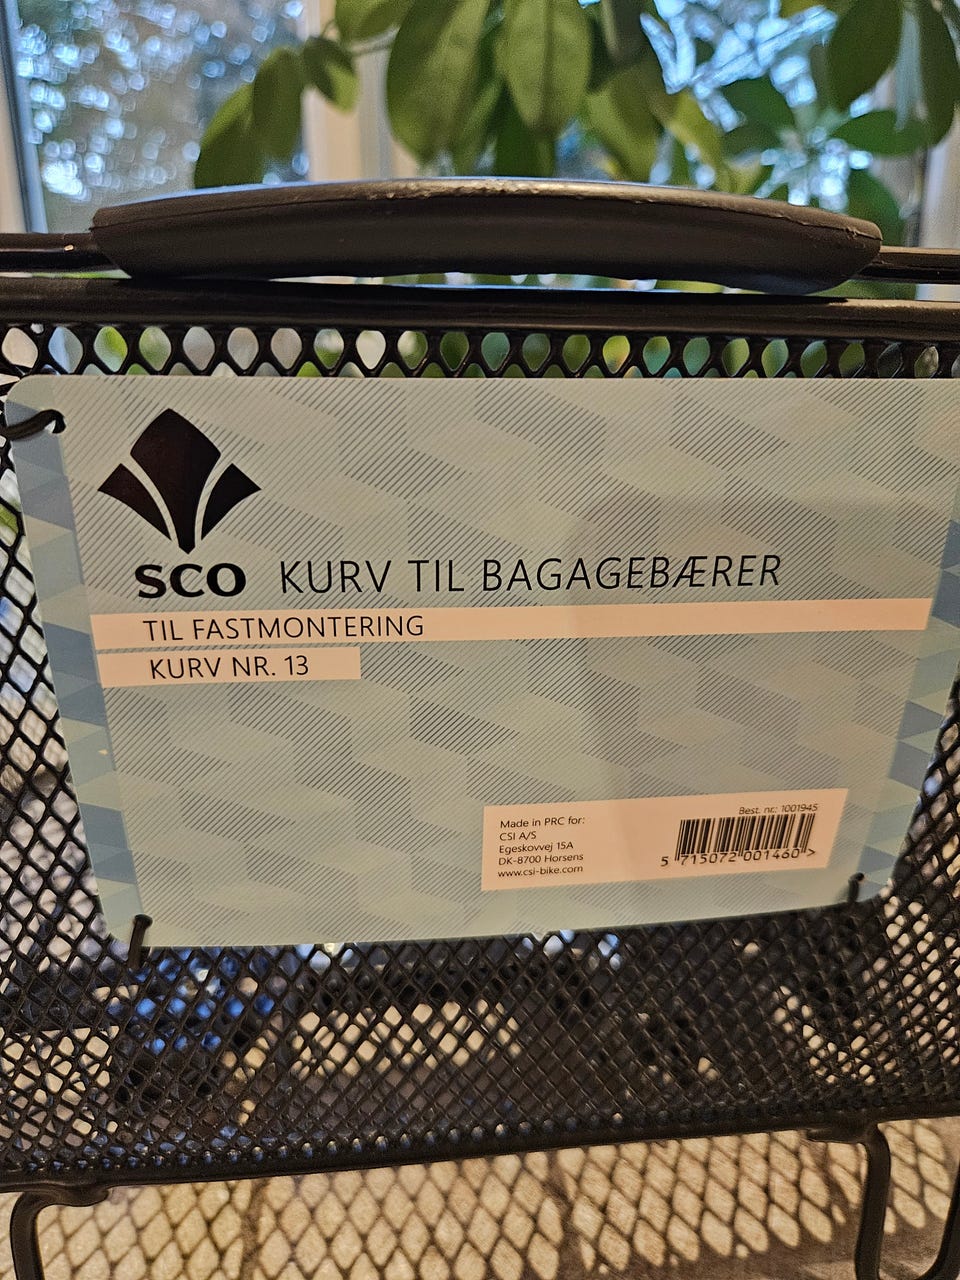 SCO KURV TIL BAGAGEBÆRER
TIL FASTMONTERING
KURV NR. 13
Made in PRC for:
CSI A/S
Egeskovvej 15A
DK-8700 Horsens
www.csi-bike.com
Best. nr.: 1001945
5 715072 001460 >